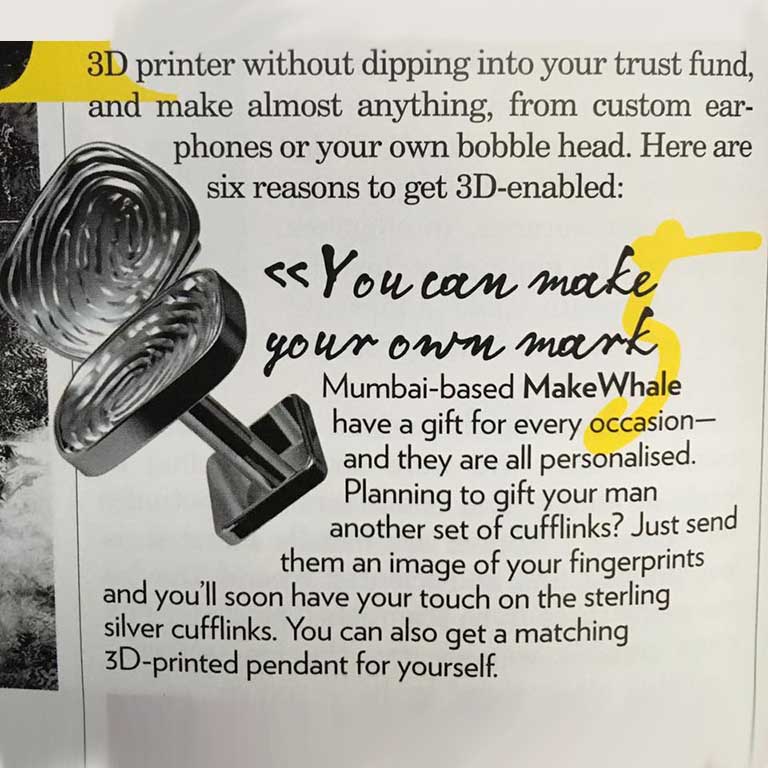 3D printer without dipping into your trust fund,
and make almost anything, from custom ear-
phones or your own bobble head. Here are
six reasons to get 3D-enabled:
«You can make
your own mark
5
Mumbai-based MakeWhale
have a gift for every occasion—
and they are all personalised.
Planning to gift your man
another set of cufflinks? Just send
them an image of your fingerprints
and you'll soon have your touch on the sterling
silver cufflinks. You can also get a matching
3D-printed pendant for yourself.